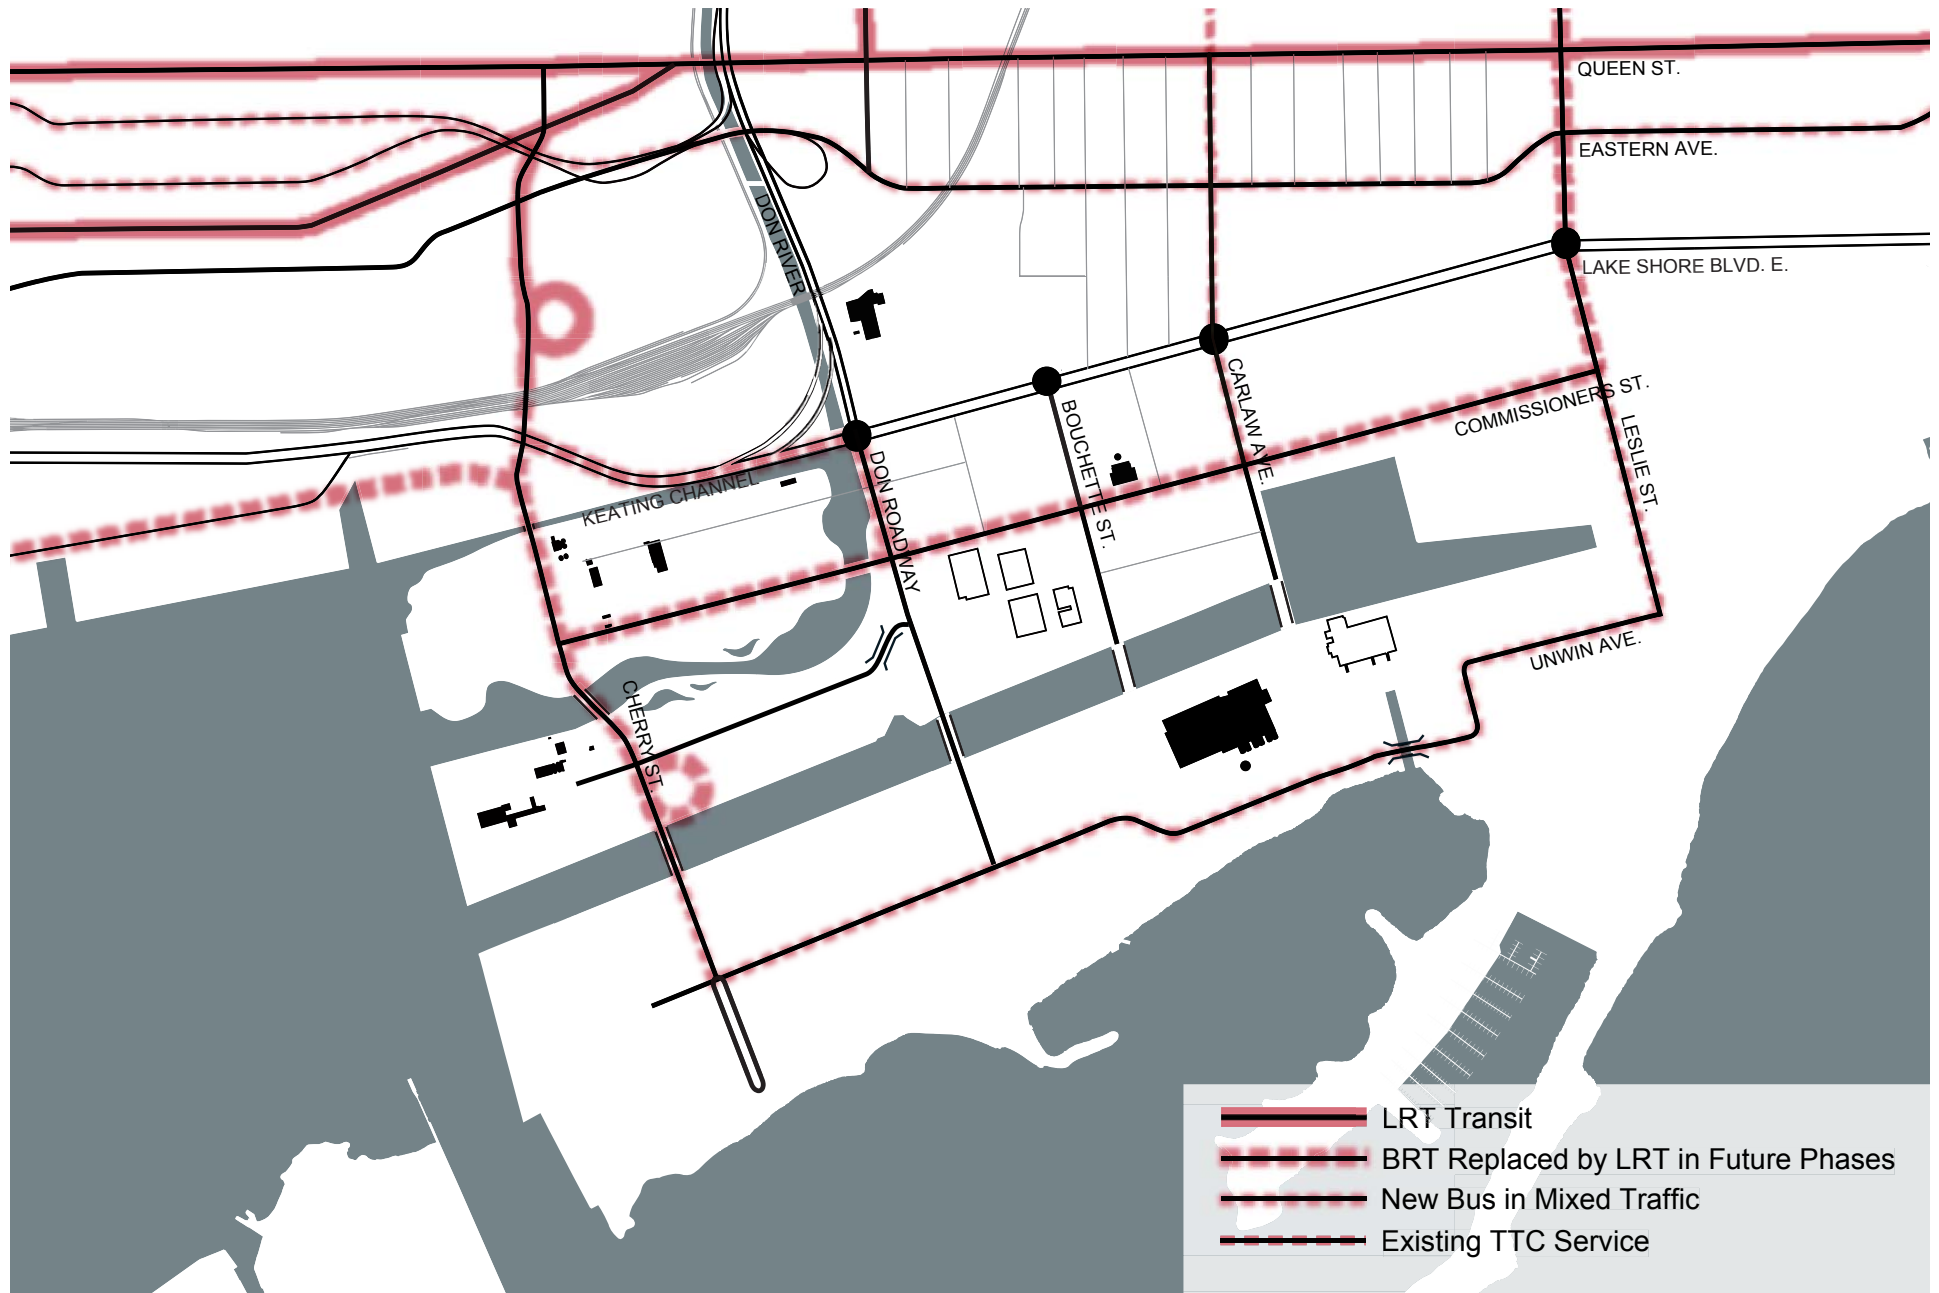 QUEEN ST.
EASTERN AVE.
DON RIVER
LAKE SHORE BLVD. E.
CARLAW AVE.
COMMISSIONERS ST.
BOUCHETTE ST.
LESLIE ST.
DON ROADWAY
KEATING CHANNEL
UNWIN AVE.
CHERRY ST.
LRT Transit
BRT Replaced by LRT in Future Phases
New Bus in Mixed Traffic
Existing TTC Service